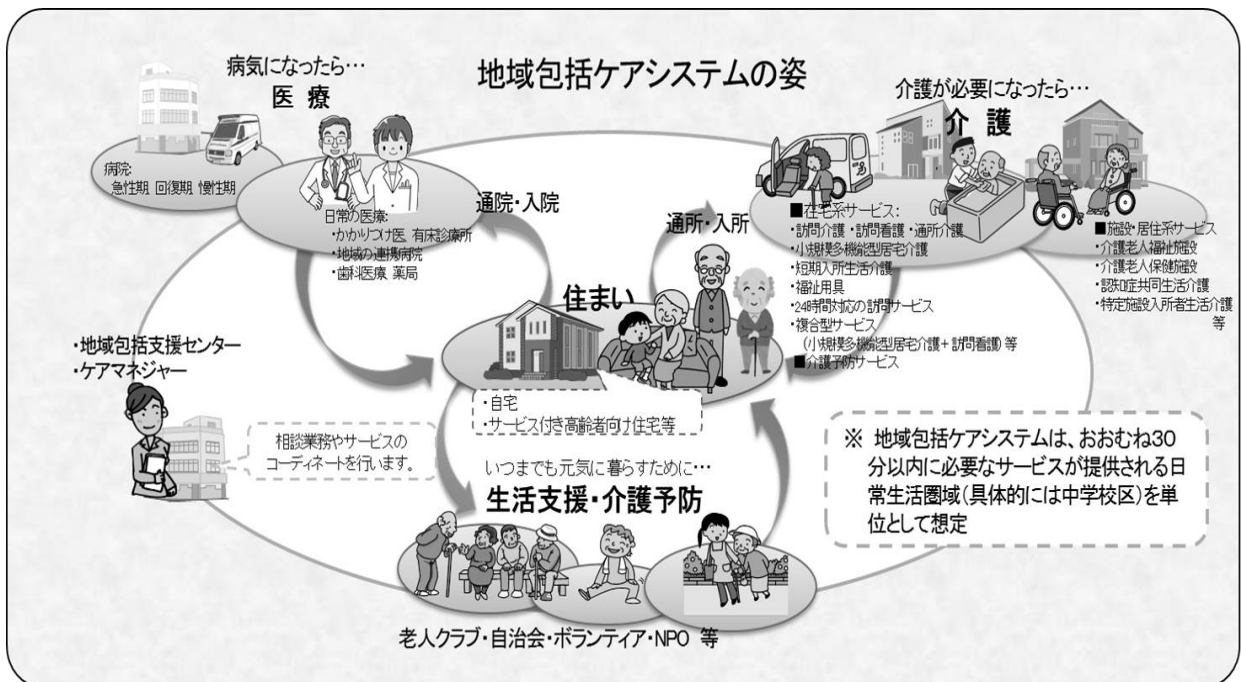 地域包括ケアシステムの姿
病気になったら…
医 療
病院:
急性期 回復期 慢性期
日常の医療:
・かかりつけ医、有床診療所
・地域の連携病院
・歯科医療、薬局
通院・入院
通所・入所
介護が必要になったら…
介 護
■在宅系サービス:
・訪問介護 ・訪問看護 ・通所介護
・小規模多機能型居宅介護
・短期入所生活介護
・福祉用具
・24時間対応の訪問サービス
・複合型サービス
(小規模多機能型居宅介護+訪問看護) 等
■介護予防サービス
■施設・居住系サービス
・介護老人福祉施設
・介護老人保健施設
・認知症共同生活介護
・特定施設入所者生活介護
等
住まい
・自宅
・サービス付き高齢者向け住宅等
・地域包括支援センター
・ケアマネジャー
相談業務やサービスの
コーディネートを行います。
いつまでも元気に暮らすために…
生活支援・介護予防
老人クラブ・自治会・ボランティア・NPO 等
※ 地域包括ケアシステムは、おおむね30
分以内に必要なサービスが提供される日
常生活圏域(具体的には中学校区)を単
位として想定